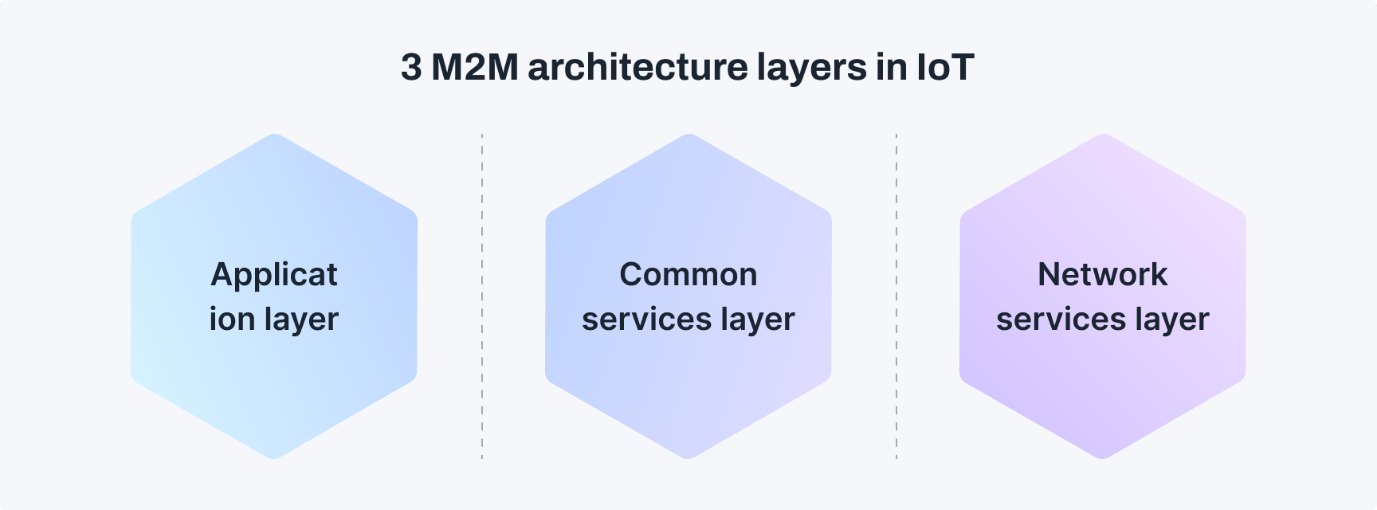 3 M2M architecture layers in IoT
Applicat
ion layer
Common
services layer
Network
services layer